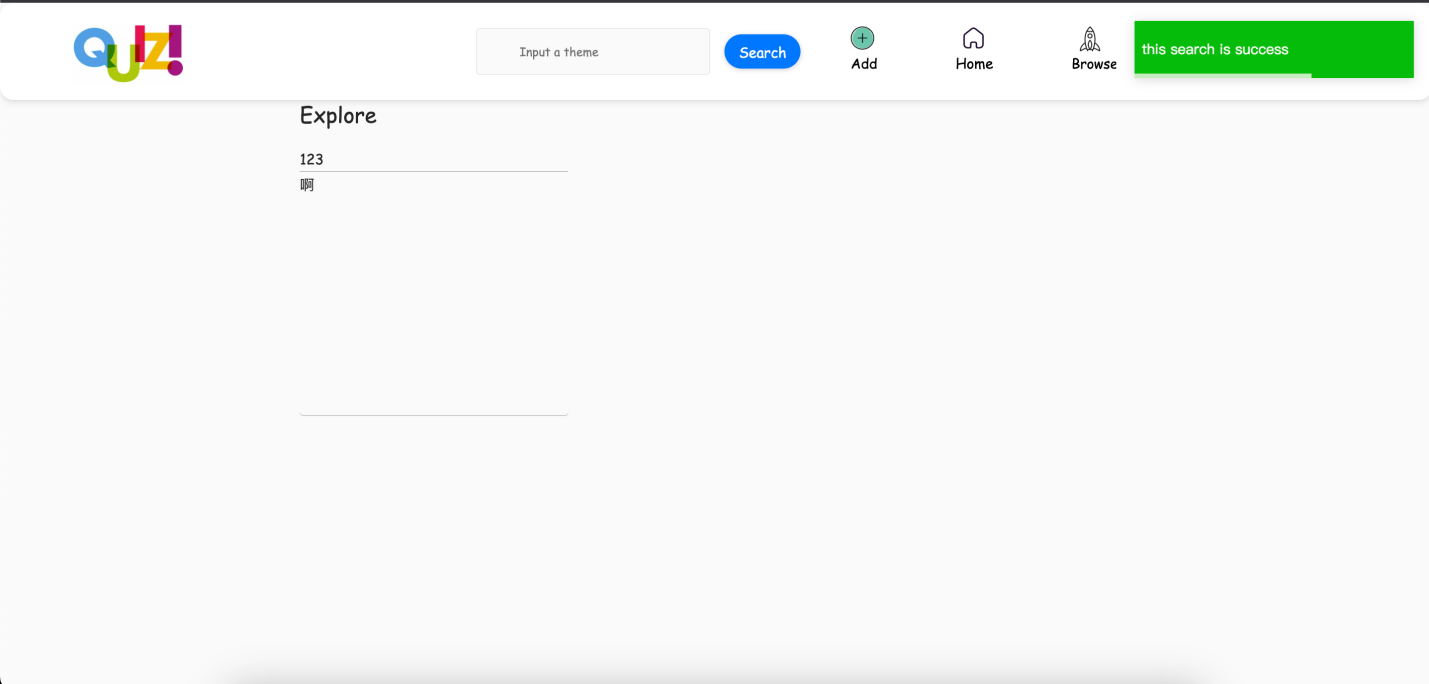 QUIZ!
Input a theme
Search
Add
Home
Browse
this search is success
Explore
123
啊